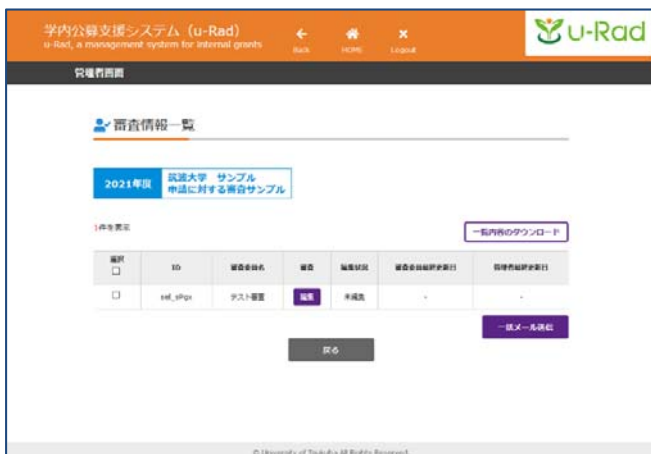 学内公募支援システム (u-Rad)
u-Rad, a management system for internal grants
Back
HOME
Logout
u-Rad
管理者画面
審査情報一覧
2021年度
筑波大学 サンプル
申請に対する審査サンプル
1件を表示
一覧内容のダウンロード
選択 ID 審査員名 審査 編集状況 審査委員最終更新日 管理者最終更新日
テスト審査 編集 未編集 - -
一括メール送信
戻る
© University of Tsukuba All Rights Reserved.